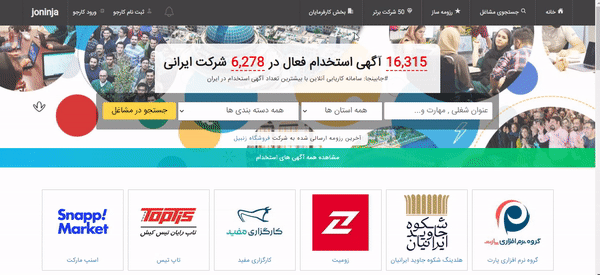 خانه
جستجوی مشاغل
رزومه ساز
50 شرکت برتر
بخش کارفرمایان
ثبت نام کارجو
ورود کارجو
joninja
16,315 آگهی استخدام فعال در 6,278 شرکت ایرانی
#جابینجا: سامانه کاریابی آنلاین با بیشترین تعداد آگهی استخدام در ایران
عنوان شغلی , مهارت و...
همه استان ها
همه دسته بندی ها
جستجو در مشاغل
آخرین رزومه ارسالی شده به شرکت فروشگاه زنبیل
مشاهده همه آگهی های استخدام
گروه نرم افزاری پارت
شکوه
جاوید
ایرانیان
هلدینگ شکوه جاوید ایرانیان
زومیت
کارگزاری مفید
کارگزاری مفید
TopTis
تاپ رایان تیس کیش
تاپ تیس
Snapp!
Market
اسنپ مارکت